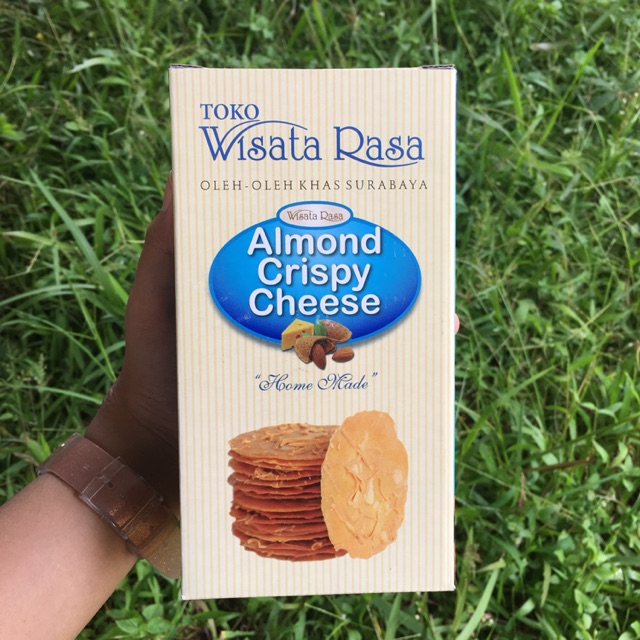 TOKO
Wisata Rasa
OLEH-OLEH KHAS SURABAYA
Wisata Rasa
Almond
Crispy
Cheese
"Home Made"